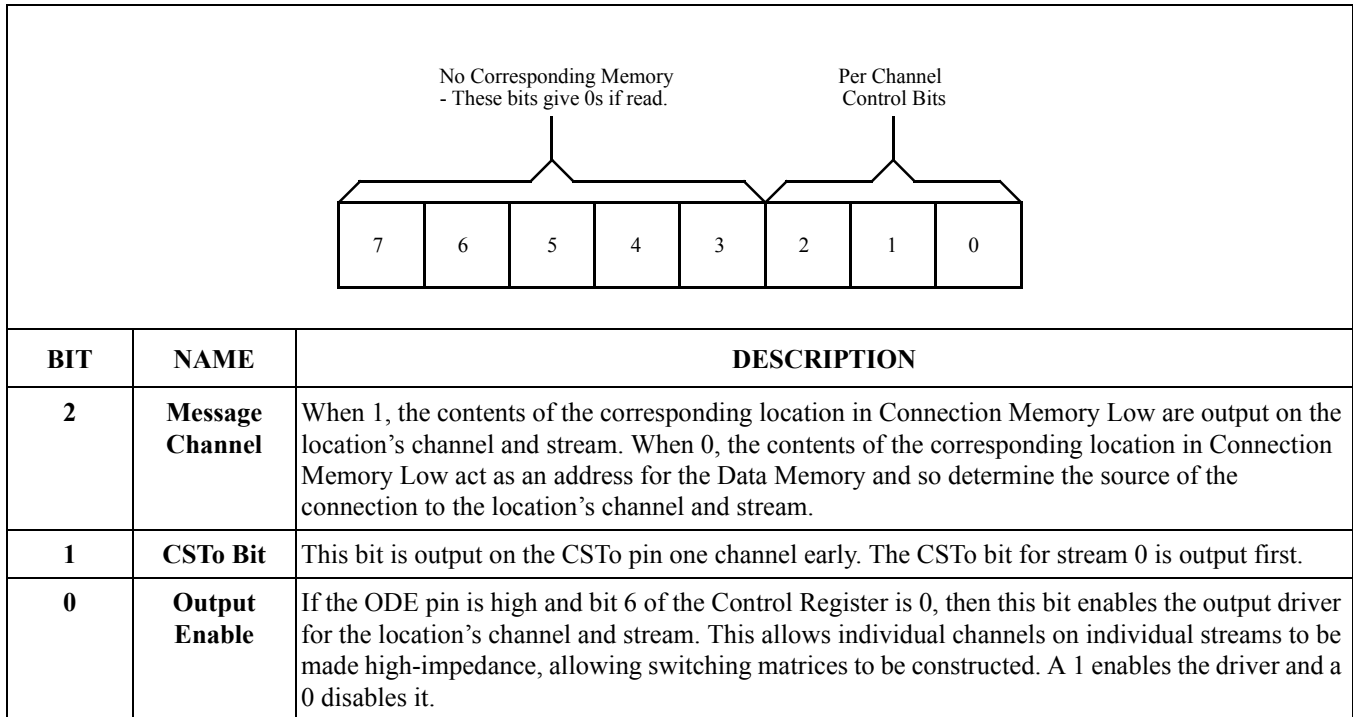 No Corresponding Memory
- These bits give 0s if read.
Per Channel
Control Bits
7 6 5 4 3 2 1 0
BIT NAME DESCRIPTION
2
Message
Channel
When 1, the contents of the corresponding location in Connection Memory Low are output on the
location's channel and stream. When 0, the contents of the corresponding location in Connection
Memory Low act as an address for the Data Memory and so determine the source of the
connection to the location's channel and stream.
1
CSTo Bit
This bit is output on the CSTo pin one channel early. The CSTo bit for stream 0 is output first.
0
Output
Enable
If the ODE pin is high and bit 6 of the Control Register is 0, then this bit enables the output driver
for the location's channel and stream. This allows individual channels on individual streams to be
made high-impedance, allowing switching matrices to be constructed. A 1 enables the driver and a
0 disables it.